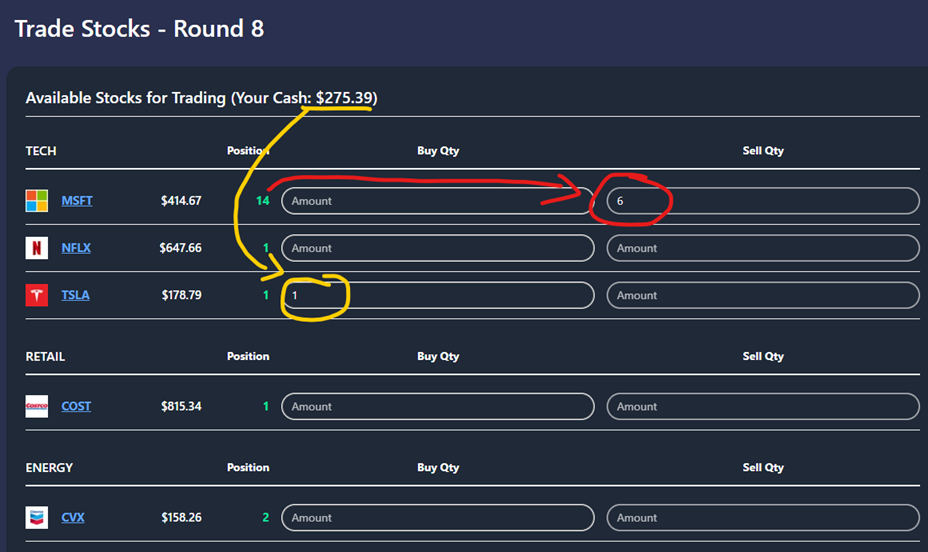 Trade Stocks - Round 8
Available Stocks for Trading (Your Cash: $275.39)
TECH Position Buy Qty Sell Qty
MSFT $414.67 14 Amount 6
N NFLX $647.66 1 Amount Amount
TSLA $178.79 1 1 Amount
RETAIL Position Buy Qty Sell Qty
COSTCO COST $815.34 1 Amount Amount
ENERGY Position Buy Qty Sell Qty
CVX $158.26 2 Amount Amount